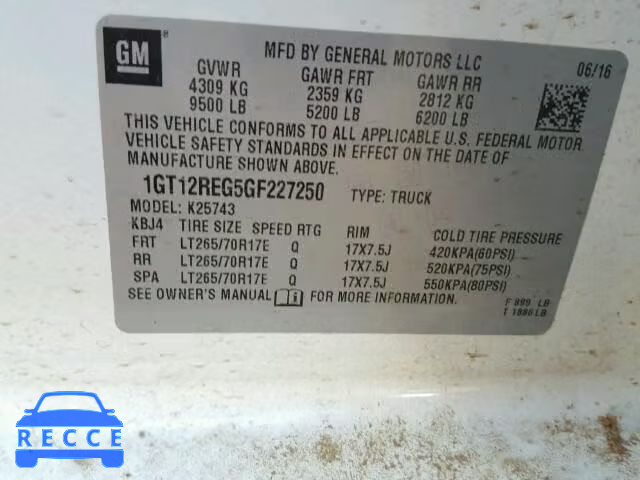 GM ®
MFD BY GENERAL MOTORS LLC
06/16
GVWR GAWR FRT GAWR RR
4309 KG 2359 KG 2812 KG
9500 LB 5200 LB 6200 LB
THIS VEHICLE CONFORMS TO ALL APPLICABLE U.S. FEDERAL MOTOR
VEHICLE SAFETY STANDARDS IN EFFECT ON THE DATE OF
MANUFACTURE SHOWN ABOVE.
1GT12REG5GF227250 TYPE: TRUCK
MODEL: K25743
KBJ4 TIRE SIZE SPEED RTG RIM COLD TIRE PRESSURE
FRT LT265/70R17E Q 17X7.5J 420KPA(60PSI)
RR LT265/70R17E Q 17X7.5J 520KPA(75PSI)
SPA LT265/70R17E Q 17X7.5J 550KPA(80PSI)
SEE OWNER'S MANUAL FOR MORE INFORMATION.
F 899 LB
T 1886 LB
RECCE